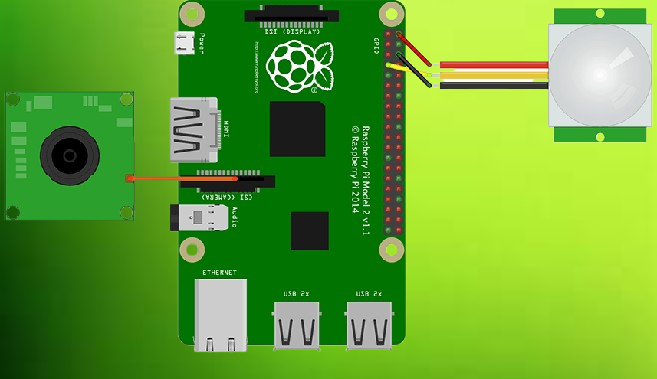 DSI (DISPLAY)
Power
GPIO
HDMI
Raspberry Pi Model 2 v1.1
© Raspberry Pi 2014
CSI (CAMERA)
Audio
ETHERNET
USB 2x
USB 2x